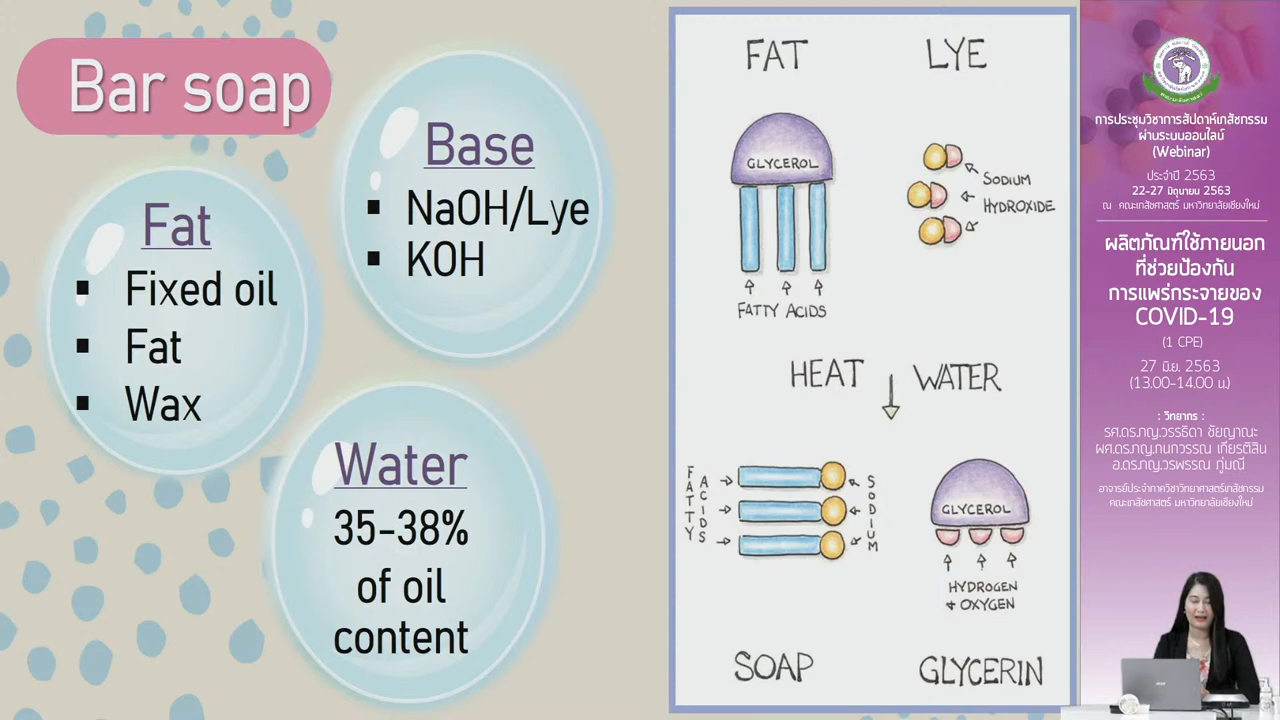 Bar soap
Fat
▪ Fixed oil
▪ Fat
▪ Wax
Base
▪ NaOH/Lye
▪ KOH
Water
35-38%
of oil
content
FAT
LYE
GLYCEROL
SODIUM
HYDROXIDE
FATTY ACIDS
HEAT
WATER
FATTY
ACIDS
SODIUM
GLYCEROL
HYDROGEN
+ OXYGEN
SOAP
GLYCERIN
การประชุมวิชาการสัปดาห์เภสัชกรรม
ผ่านระบบออนไลน์
(Webinar)
ประจำปี 2563
22-27 มิถุนายน 2563
ณ คณะเภสัชศาสตร์ มหาวิทยาลัยเชียงใหม่
ผลิตภัณฑ์ใช้ภายนอก
ที่ช่วยป้องกัน
การแพร่กระจายของ
COVID-19
(1 CPE)
27 มิ.ย. 2563
(13.00-14.00 น.)
: วิทยากร :
รศ.ดร.ภญ.วรรธิดา ชัยญาณะ
ผศ.ดร.ภญ.กนกวรรณ เกียรติสิน
อ.ดร.ภญ.วรพรรณ ภู่มณี
อาจารย์ประจำภาควิชาวิทยาศาสตร์เภสัชกรรม
คณะเภสัชศาสตร์ มหาวิทยาลัยเชียงใหม่